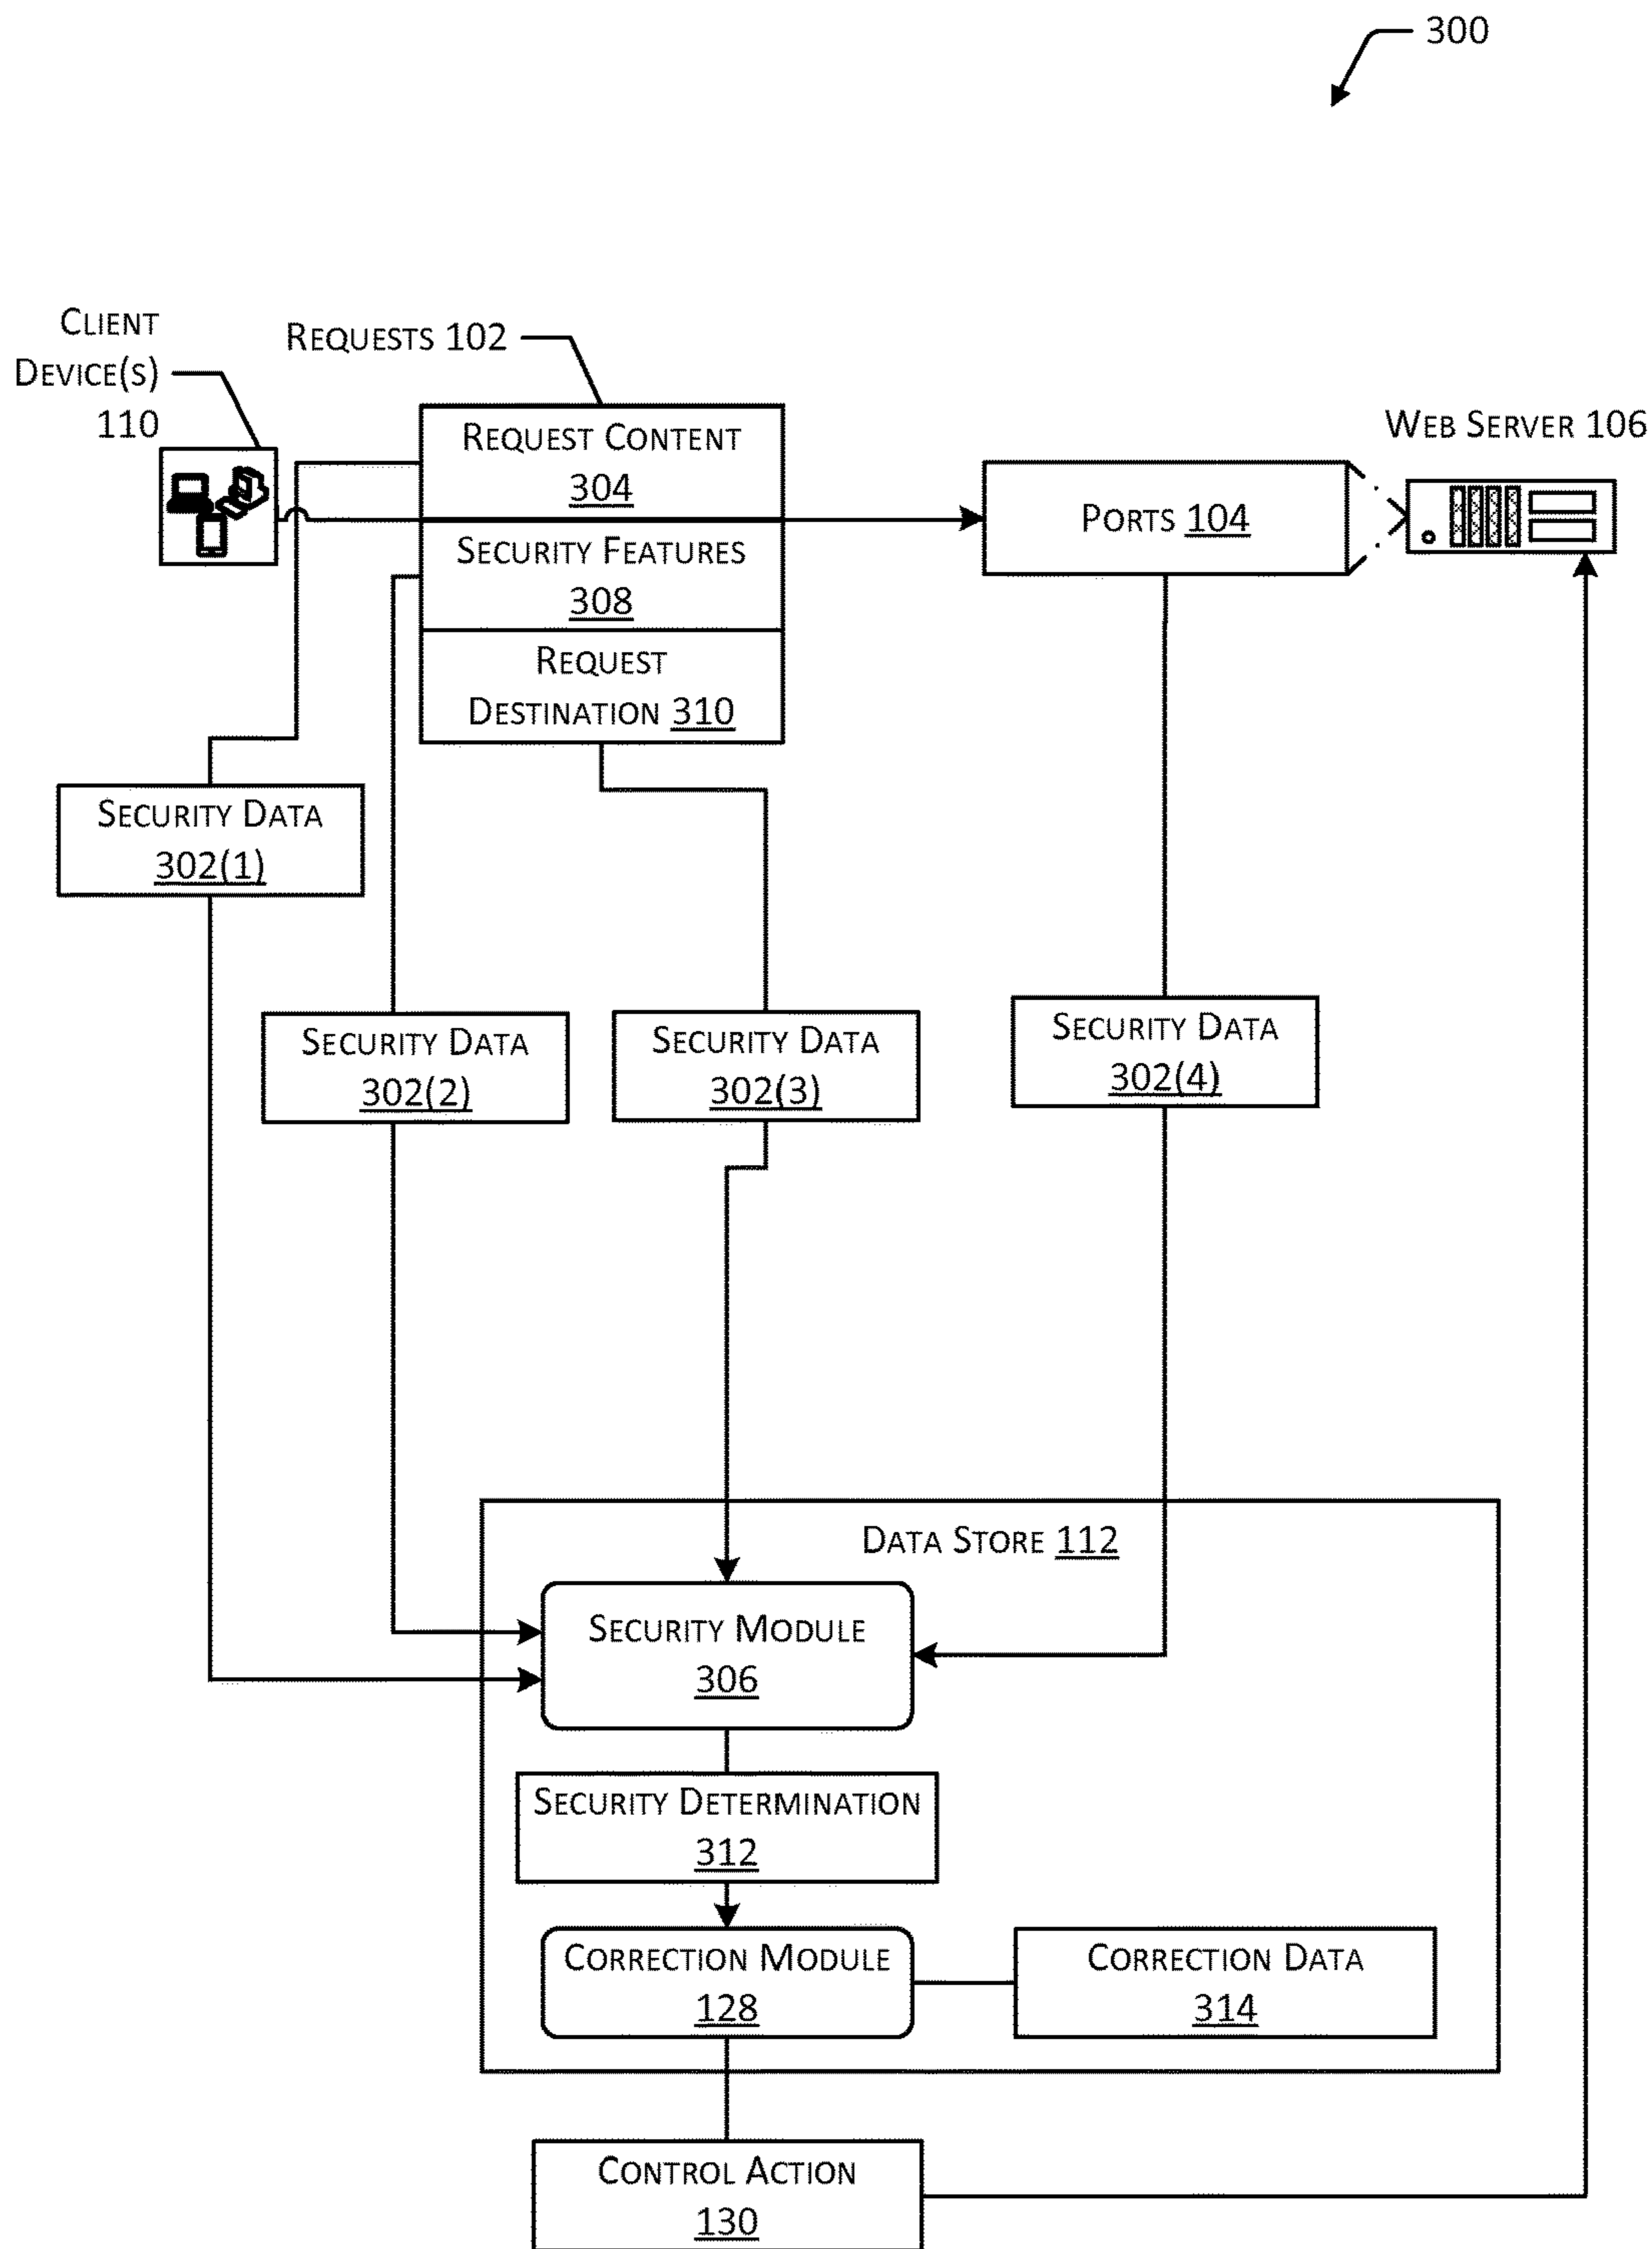 300
CLIENT
DEVICE(S)
110
REQUESTS 102
REQUEST CONTENT
304
SECURITY FEATURES
308
REQUEST
DESTINATION 310
PORTS 104
WEB SERVER 106
SECURITY DATA
302(1)
SECURITY DATA
302(2)
SECURITY DATA
302(3)
SECURITY DATA
302(4)
DATA STORE 112
SECURITY MODULE
306
SECURITY DETERMINATION
312
CORRECTION MODULE
128
CORRECTION DATA
314
CONTROL ACTION
130